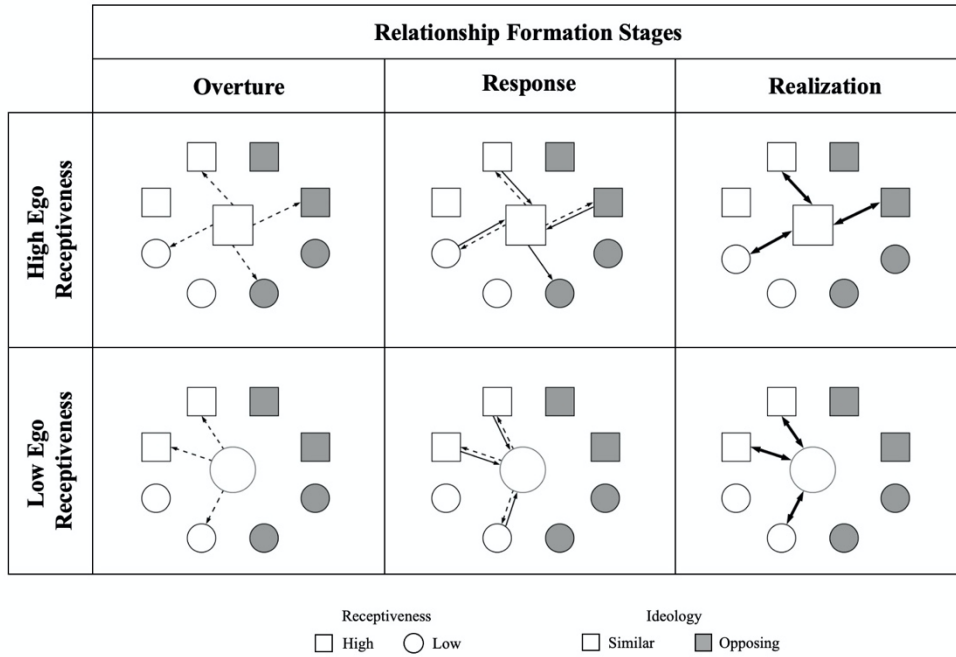 Relationship Formation Stages
Overture
Response
Realization
High Ego
Receptiveness
Low Ego
Receptiveness
Receptiveness
High
Low
Ideology
Similar
Opposing